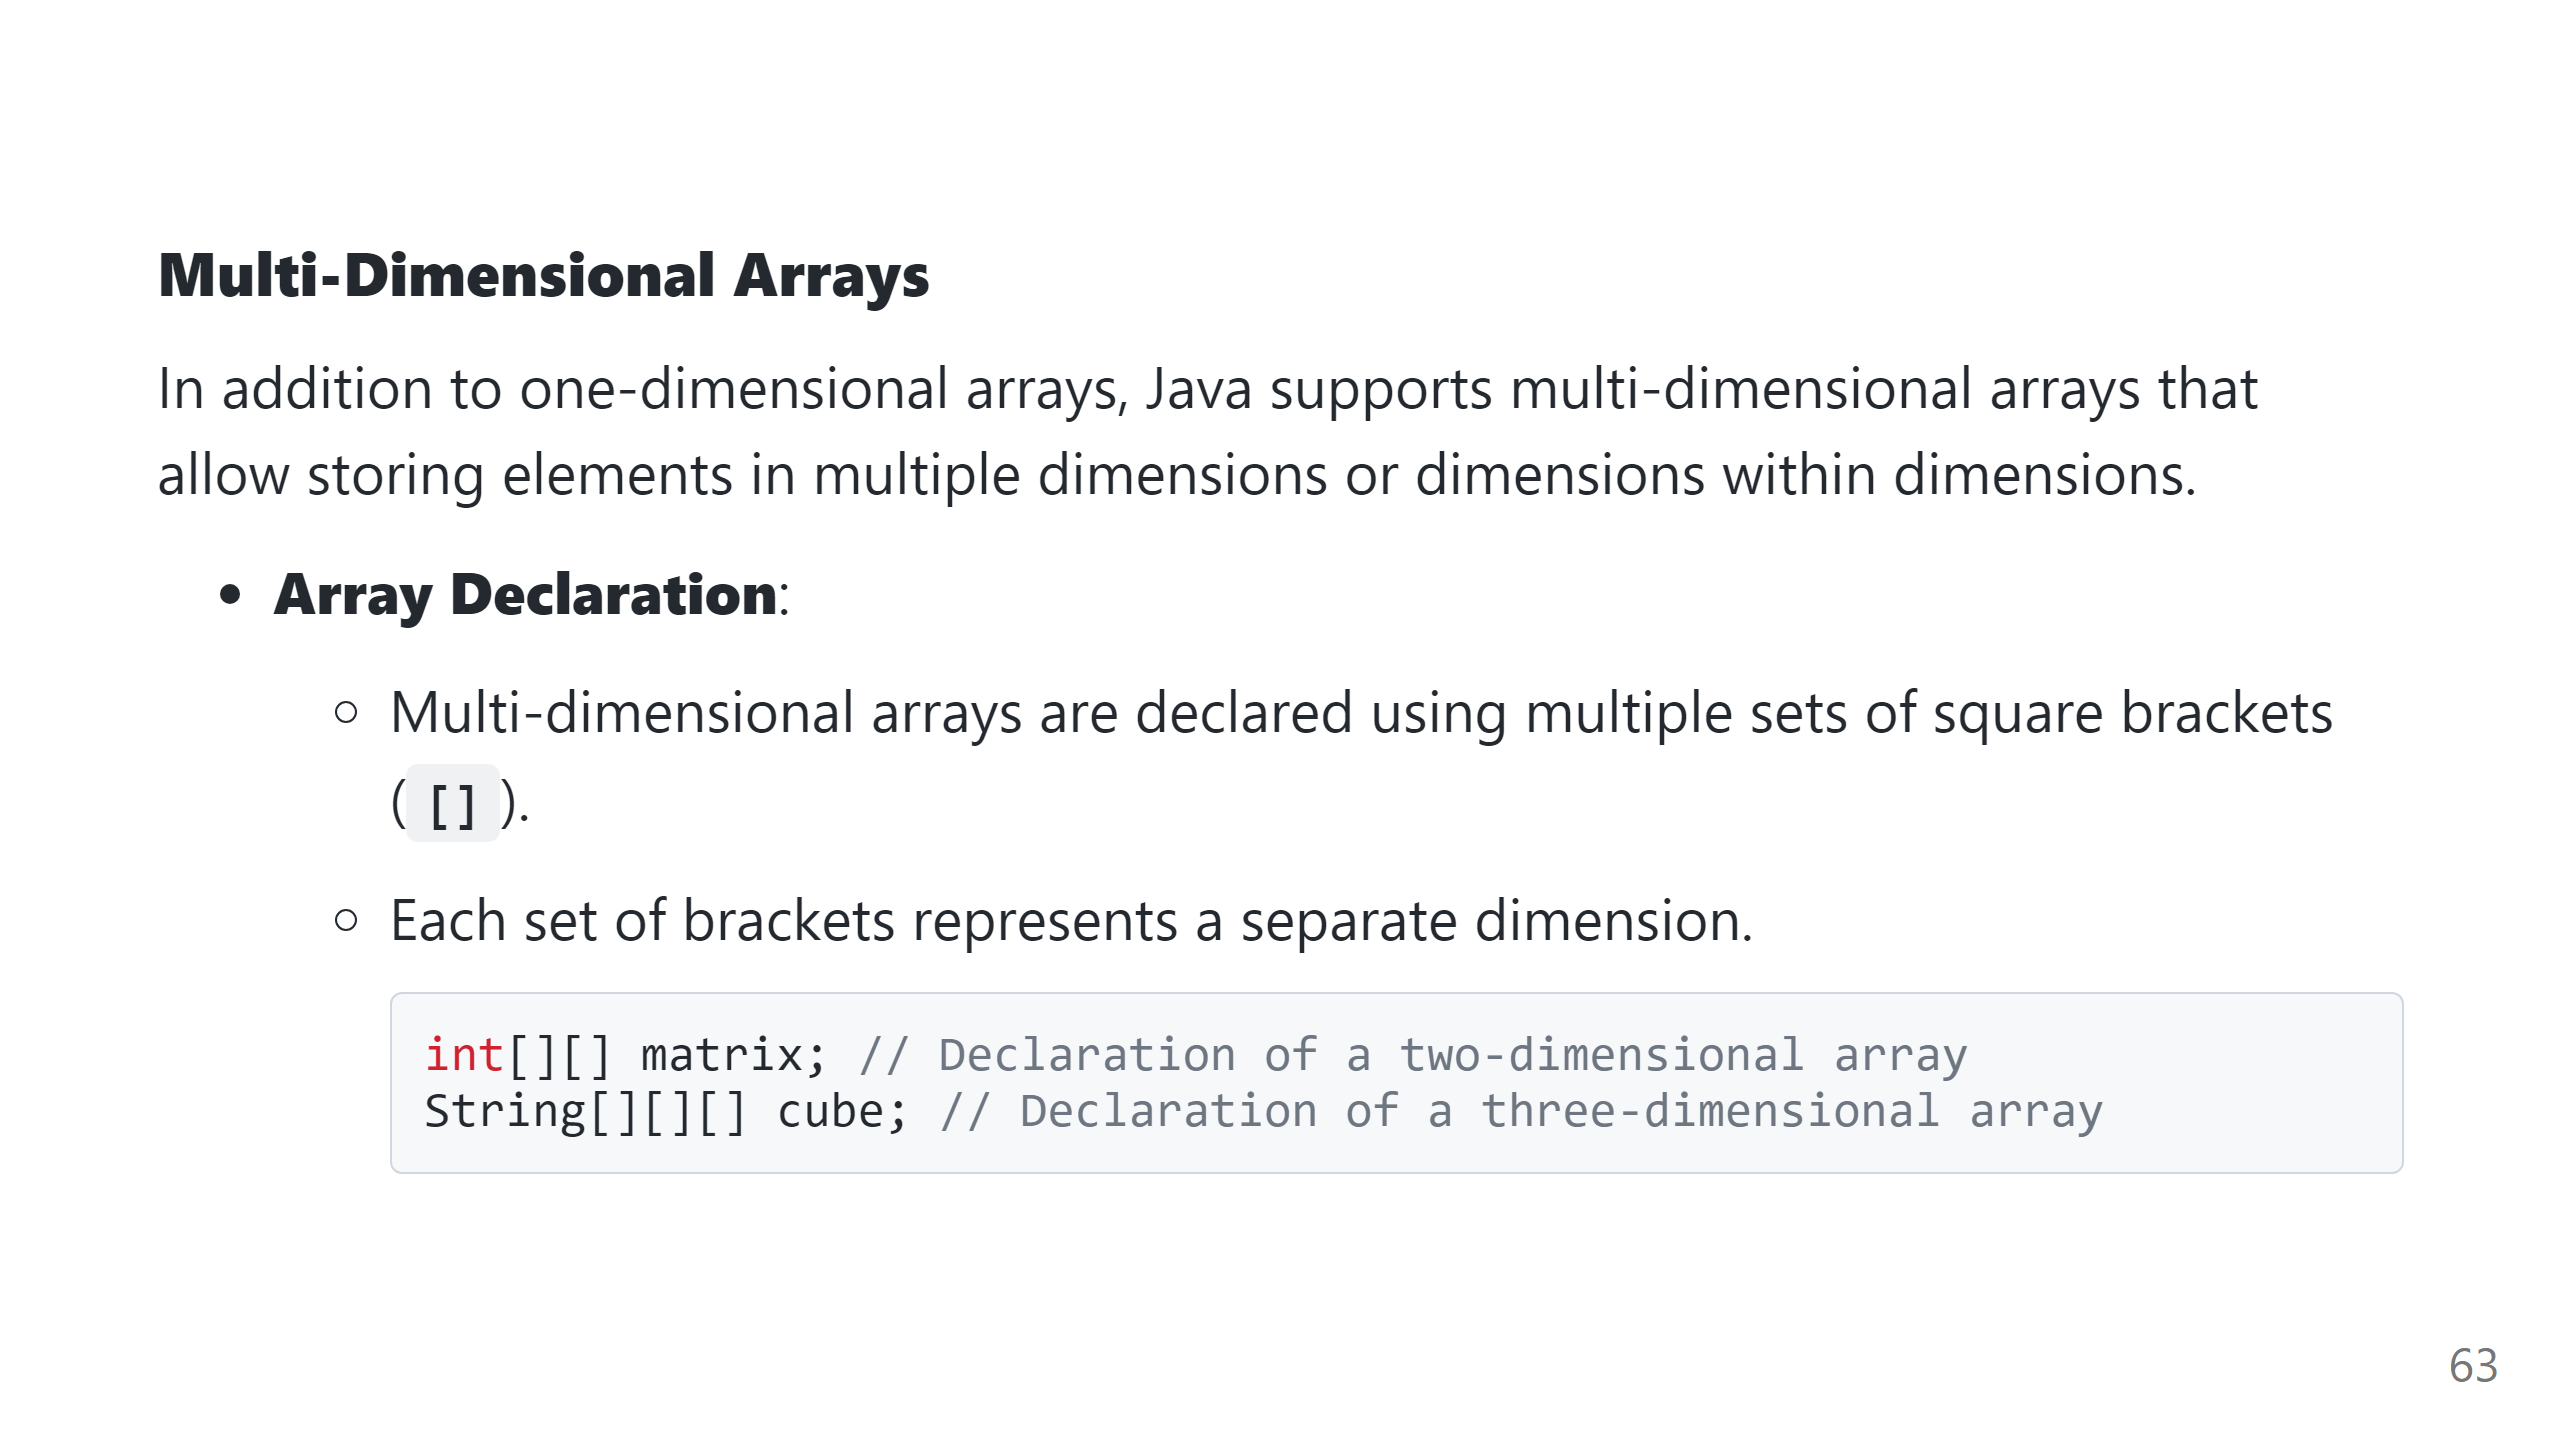 Multi-Dimensional Arrays
In addition to one-dimensional arrays, Java supports multi-dimensional arrays that
allow storing elements in multiple dimensions or dimensions within dimensions.
• Array Declaration:
○ Multi-dimensional arrays are declared using multiple sets of square brackets
( [] ).
○ Each set of brackets represents a separate dimension.
int[][] matrix; // Declaration of a two-dimensional array
String[][][] cube; // Declaration of a three-dimensional array
63